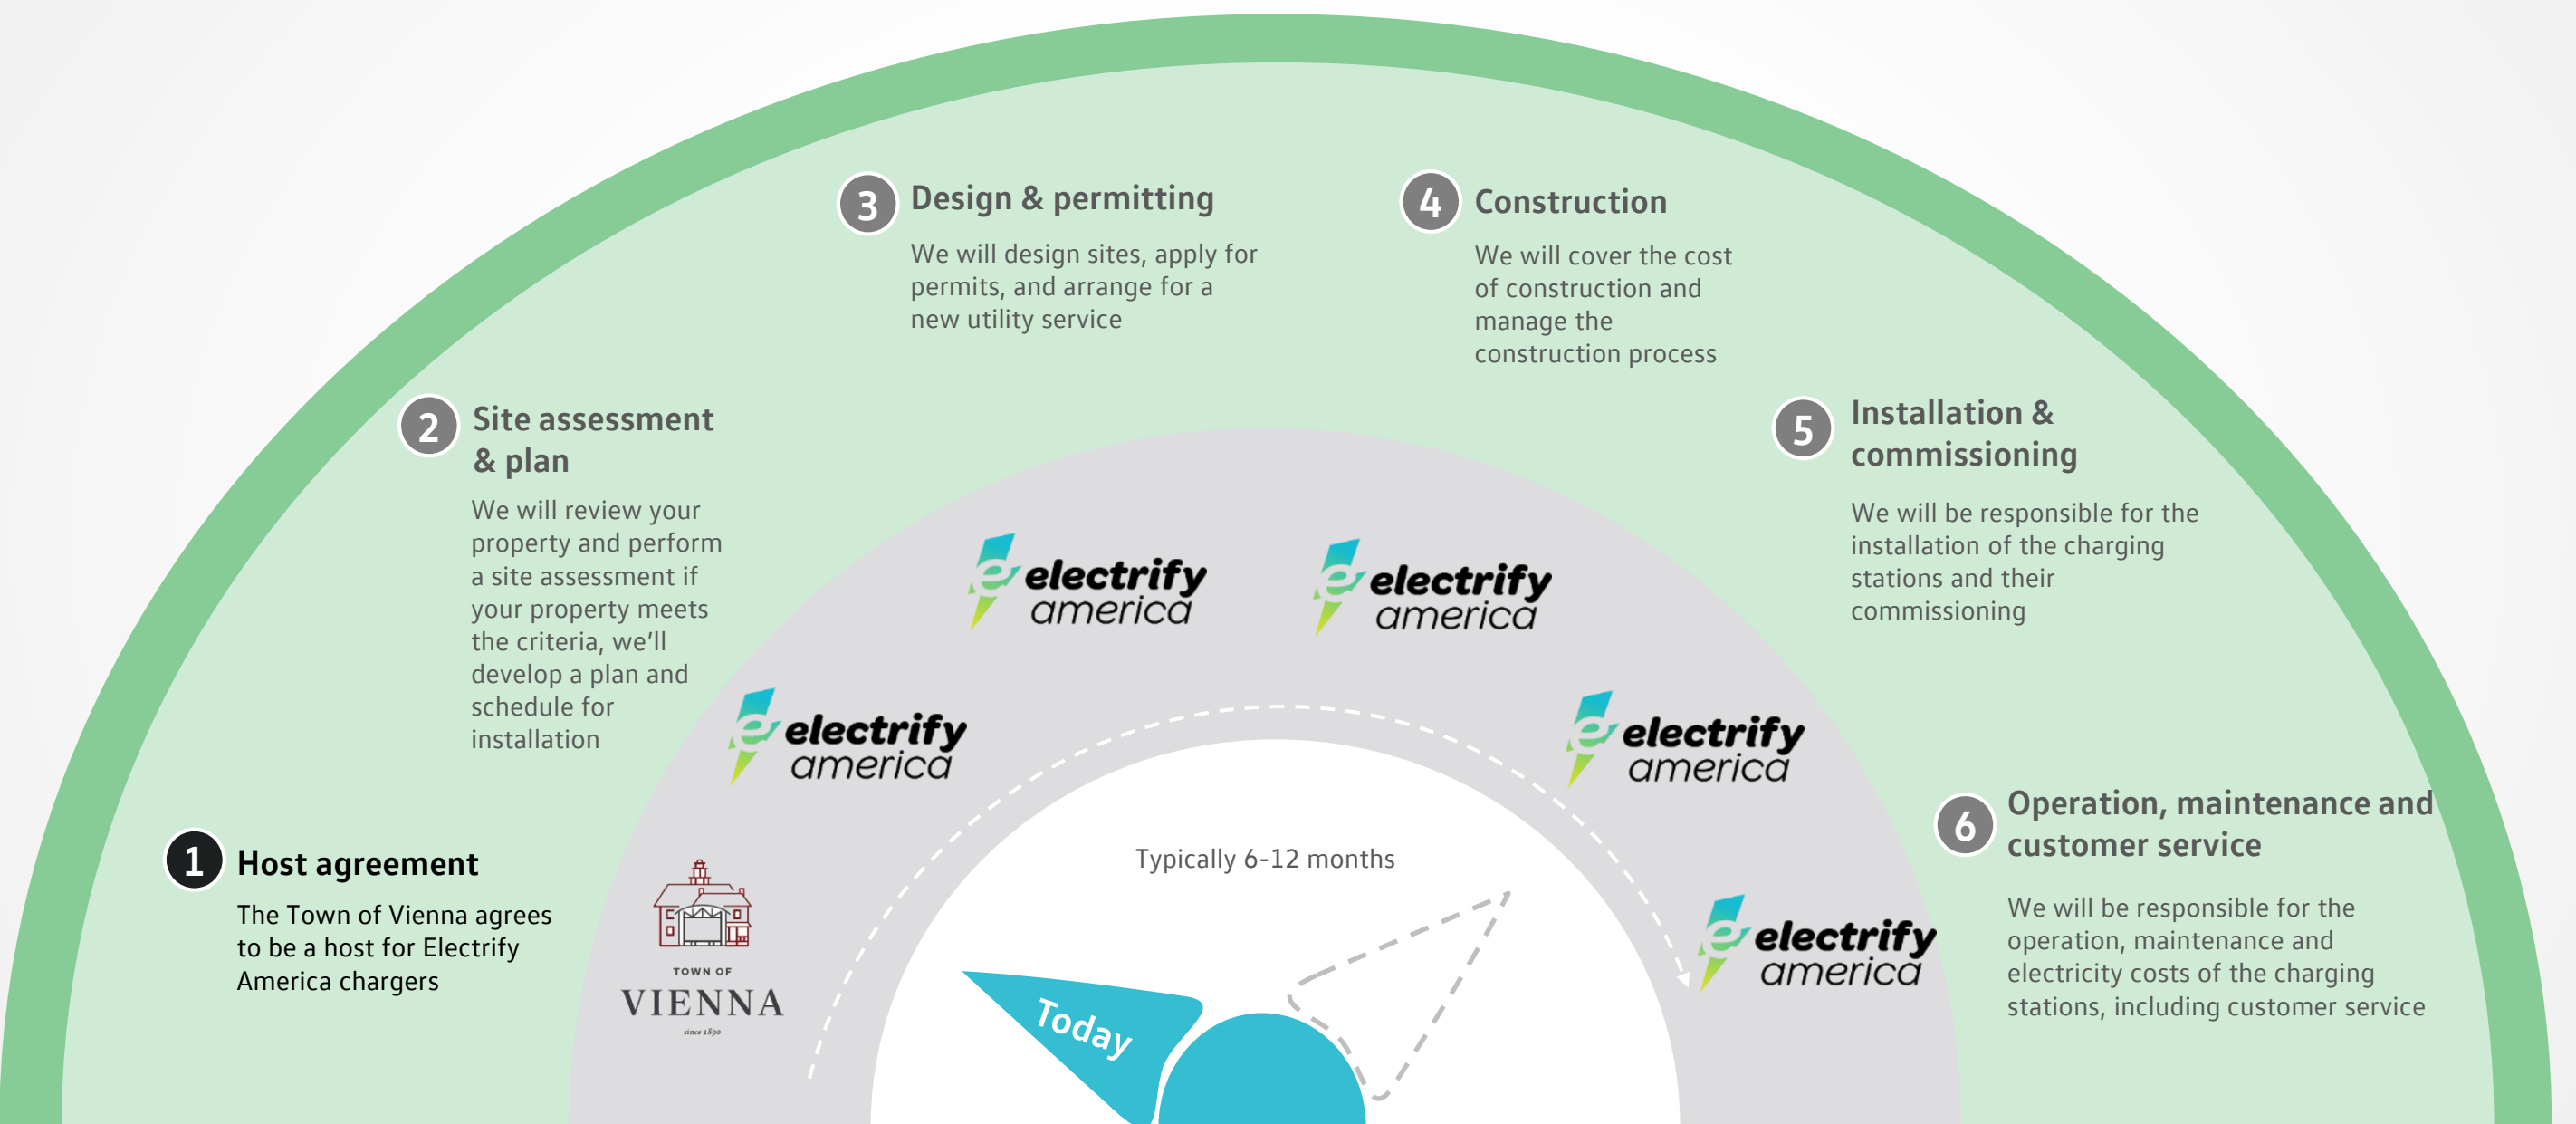 1
Host agreement
The Town of Vienna agrees
to be a host for Electrify
America chargers
2
Site assessment
& plan
We will review your
property and perform
a site assessment if
your property meets
the criteria, we’ll
develop a plan and
schedule for
installation
3
Design & permitting
We will design sites, apply for
permits, and arrange for a
new utility service
4
Construction
We will cover the cost
of construction and
manage the
construction process
5
Installation &
commissioning
We will be responsible for the
installation of the charging
stations and their
commissioning
6
Operation, maintenance and
customer service
We will be responsible for the
operation, maintenance and
electricity costs of the charging
stations, including customer service
TOWN OF
VIENNA
since 1890
electrify
america
electrify
america
electrify
america
electrify
america
electrify
america
Typically 6-12 months
Today